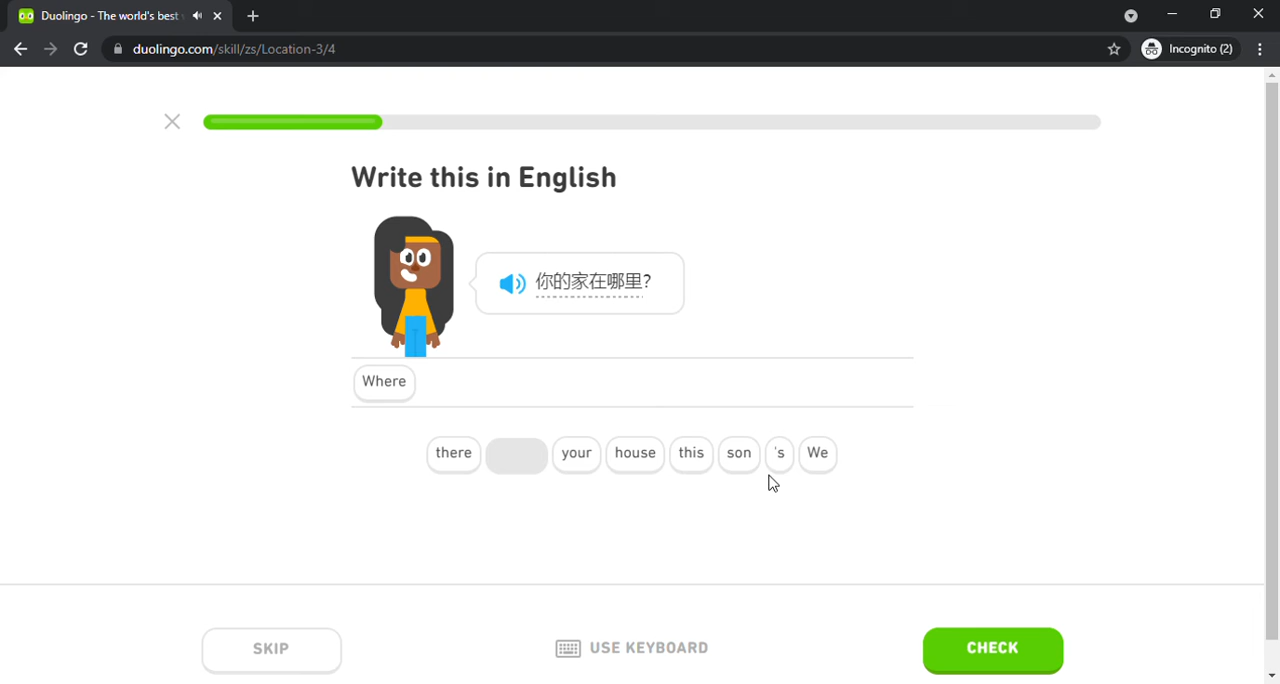 Duolingo - The world's best
duolingo.com/skill/zs/Location-3/4
Incognito (2)
Write this in English
你的家在哪里?
Where
there your house this son 's We
SKIP
USE KEYBOARD
CHECK